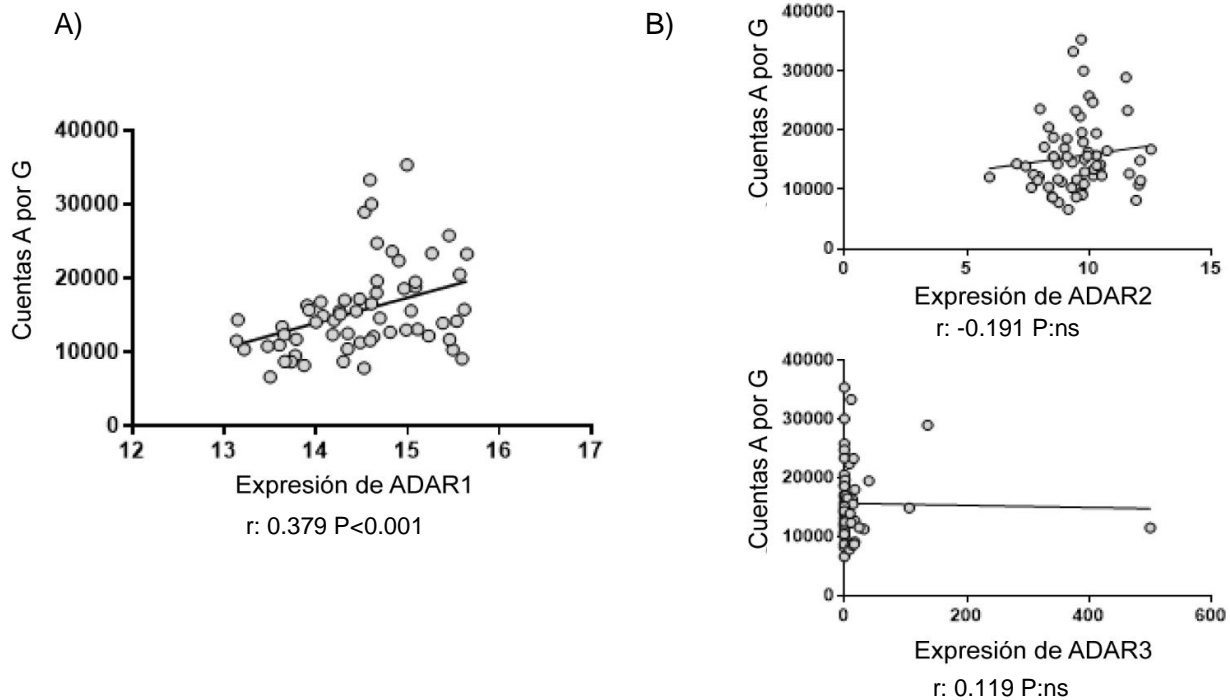 A)
Cuentas A por G
40000
30000
20000
10000
0
12 13 14 15 16 17
Expresión de ADAR1
r: 0.379 P<0.001
B)
Cuentas A por G
40000
30000
20000
10000
0
0 5 10 15
Expresión de ADAR2
r: -0.191 P:ns
Cuentas A por G
40000
30000
20000
10000
0
0 200 400 600
Expresión de ADAR3
r: 0.119 P:ns